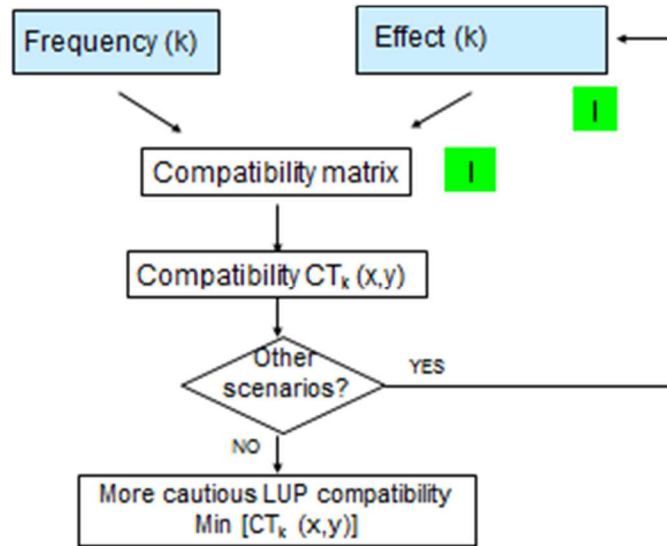 Frequency (k)
Effect (k)
I
Compatibility matrix
I
Compatibility CTₖ (x,y)
Other
scenarios?
YES
NO
More cautious LUP compatibility
Min [CTₖ (x,y)]